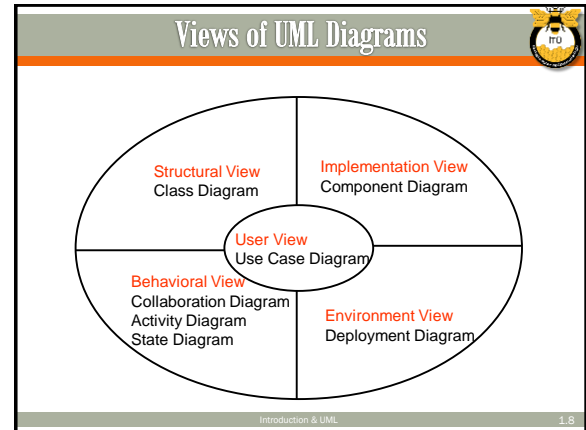 Views of UML Diagrams
İTÜ
Structural View
Class Diagram
Implementation View
Component Diagram
User View
Use Case Diagram
Behavioral View
Collaboration Diagram
Activity Diagram
State Diagram
Environment View
Deployment Diagram
Introduction & UML
1.8